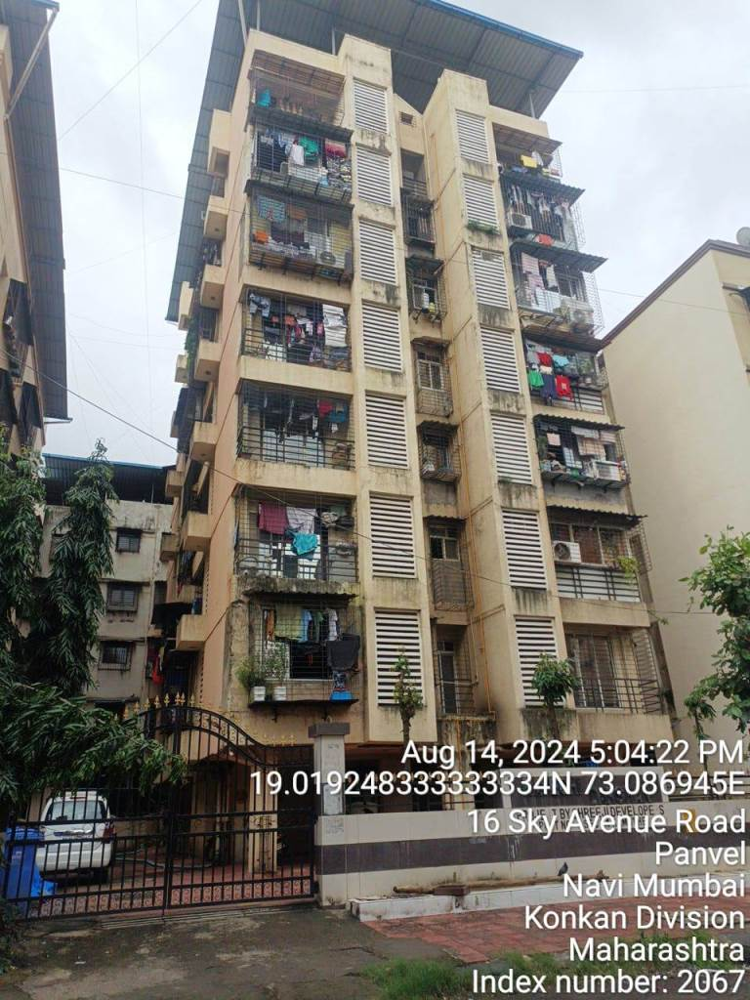 Aug 14, 2024 5:04:22 PM
19.019248333333334N 73.086945E
16 Sky Avenue Road
Panvel
Navi Mumbai
Konkan Division
Maharashtra
Index number: 2067